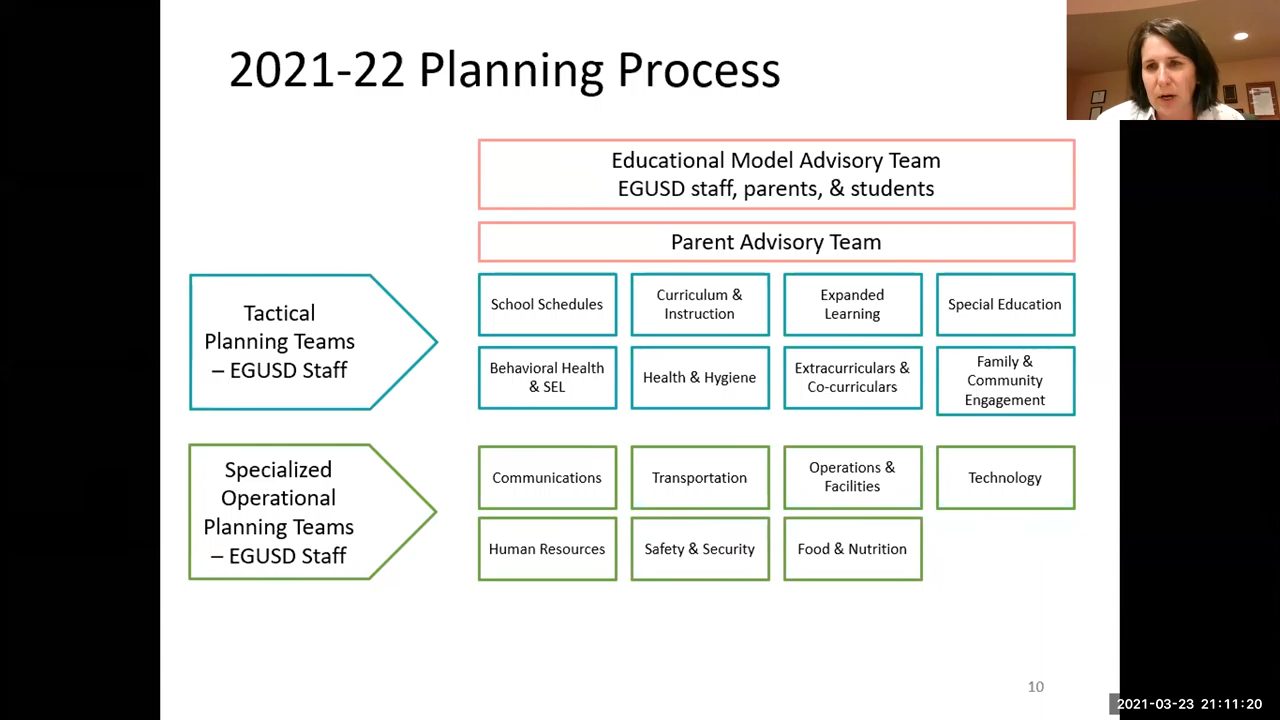 2021-22 Planning Process
Educational Model Advisory Team
EGUSD staff, parents, & students
Parent Advisory Team
Tactical
Planning Teams
– EGUSD Staff
School Schedules
Curriculum &
Instruction
Expanded
Learning
Special Education
Behavioral Health
& SEL
Health & Hygiene
Extracurriculars &
Co-curriculars
Family &
Community
Engagement
Specialized
Operational
Planning Teams
– EGUSD Staff
Communications
Transportation
Operations &
Facilities
Technology
Human Resources
Safety & Security
Food & Nutrition
10
2021-03-23 21:11:20